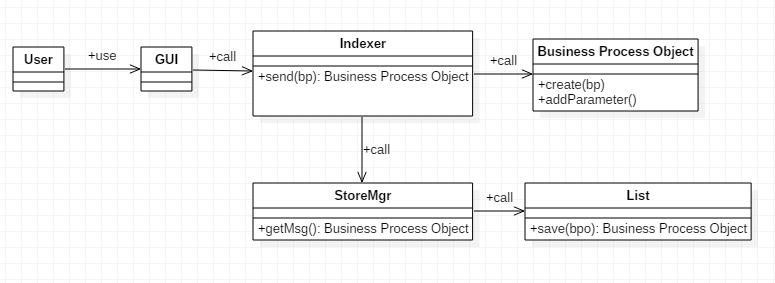 Indexer
User
+use
GUI
+call
+send(bp): Business Process Object
+call
Business Process Object
+create(bp)
+addParameter()
+call
StoreMgr
+getMsg(): Business Process Object
+call
List
+save(bpo): Business Process Object